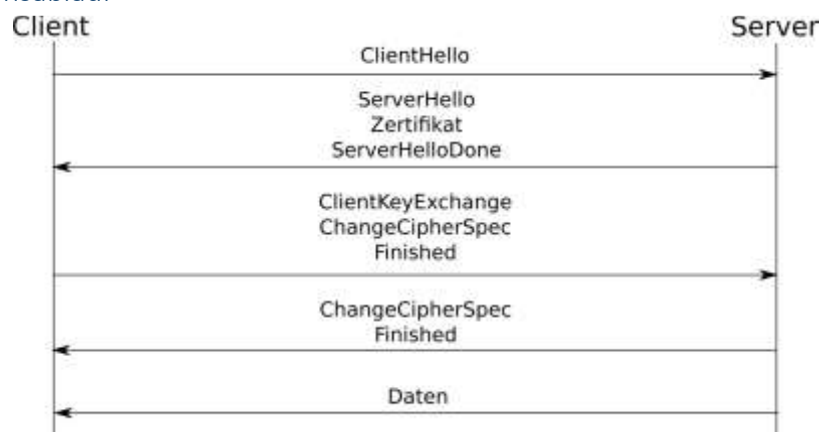 Client
Server
ClientHello
ServerHello
Zertifikat
ServerHelloDone
ClientKeyExchange
ChangeCipherSpec
Finished
ChangeCipherSpec
Finished
Daten